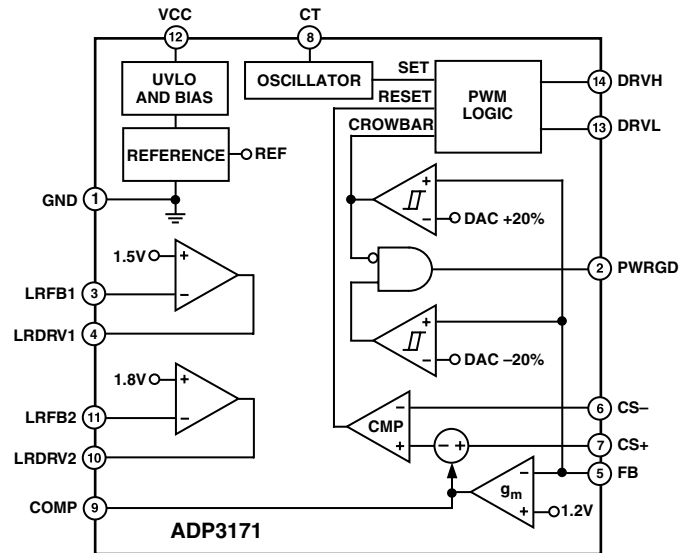 VCC
CT
12
8
UVLO
AND BIAS
OSCILLATOR
SET
RESET
CROWBAR
PWM
LOGIC
14 DRVH
13 DRVL
REFERENCE
REF
GND 1
+
– DAC +20%
1.5V
+
–
LRFB1 3
LRDRV1 4
2 PWRGD
+
– DAC –20%
1.8V
+
–
LRFB2 11
LRDRV2 10
CMP
–
+
– +
6 CS–
7 CS+
5 FB
gm
–
+
1.2V
COMP 9
ADP3171